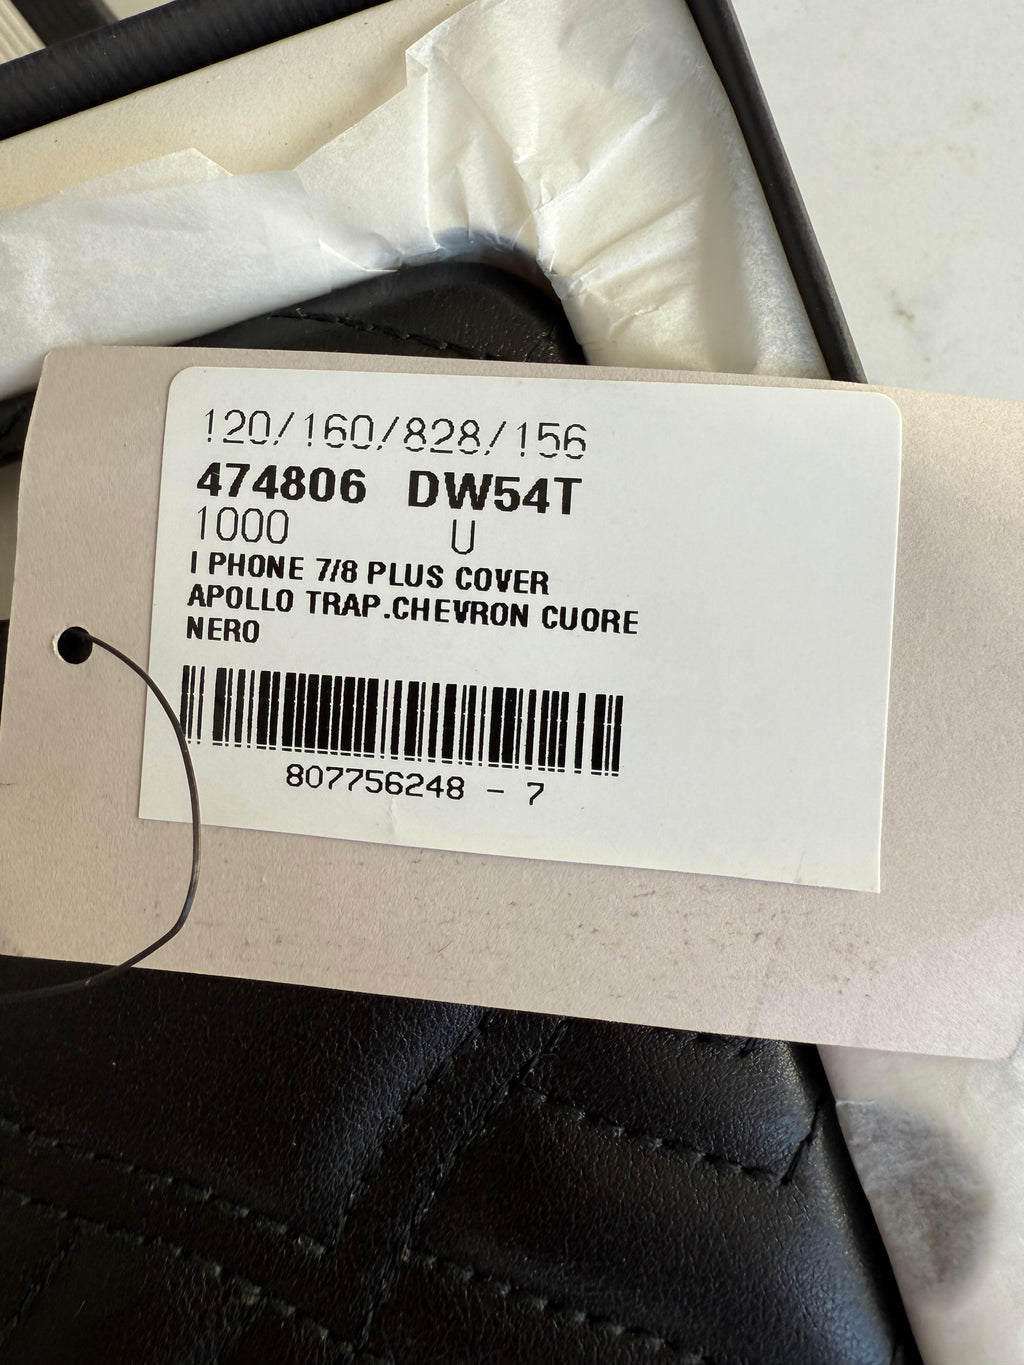 120/160/828/156
474806 DW54T
1000 U
I PHONE 7/8 PLUS COVER
APOLLO TRAP.CHEVRON CUORE
NERO
807756248 - 7